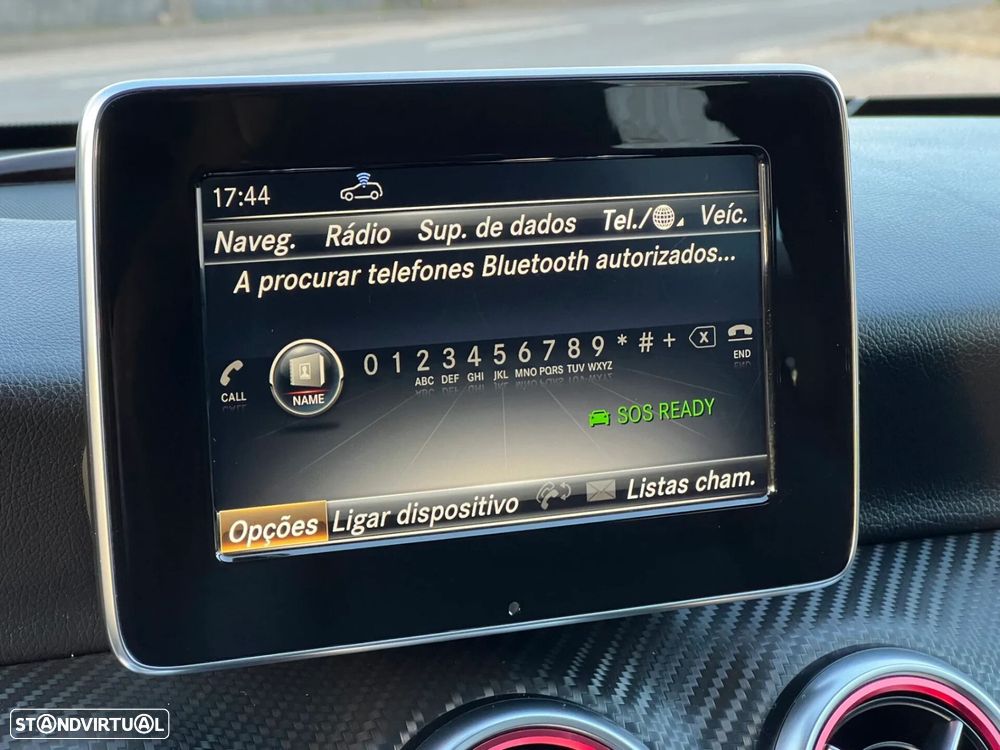 17:44
Naveg. Rádio Sup. de dados Tel./ Veíc.
A procurar telefones Bluetooth autorizados...
CALL NAME 0 1 2 3 4 5 6 7 8 9 * # + X END
ABC DEF GHI JKL MNO PQRS TUV WXYZ
SOS READY
Opções Ligar dispositivo Listas cham.
STANDVIRTUAL